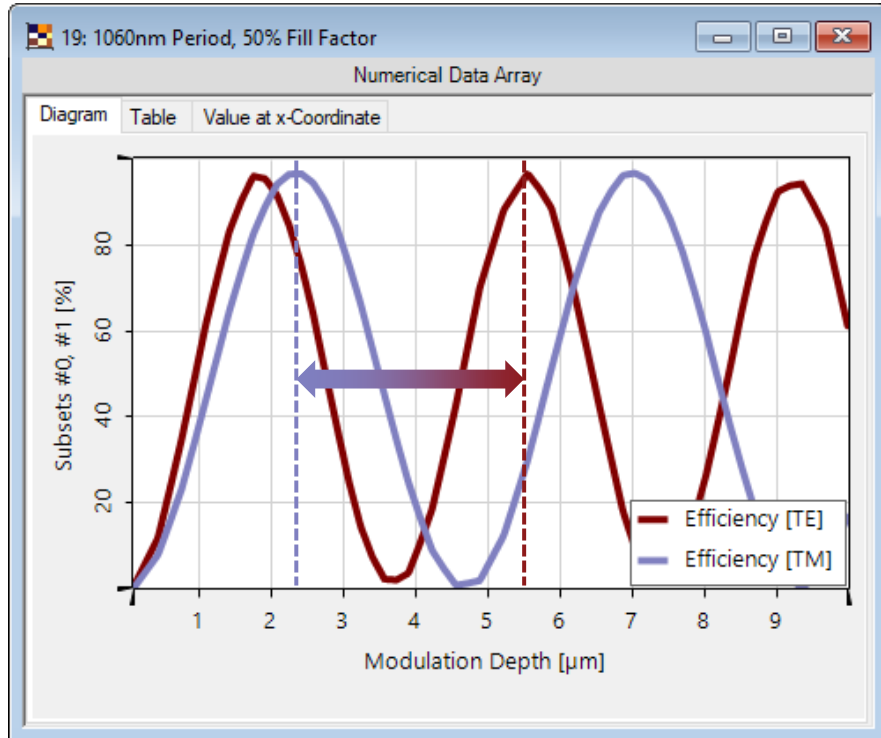 19: 1060nm Period, 50% Fill Factor
Numerical Data Array
Diagram Table Value at x-Coordinate
Subsets #0, #1 [%]
80
60
40
20
Efficiency [TE]
Efficiency [TM]
1 2 3 4 5 6 7 8 9
Modulation Depth [µm]